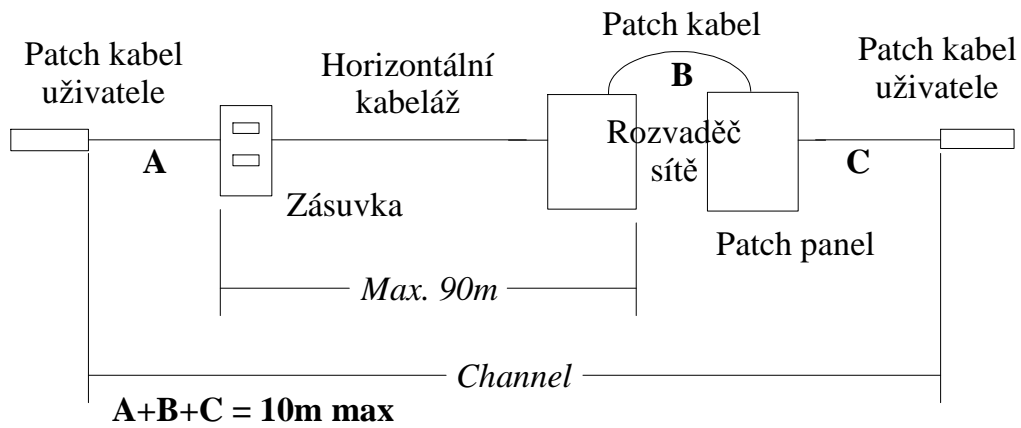 Patch kabel
uživatele
Horizontální
kabeláž
Patch kabel
B
Patch kabel
uživatele
A
Rozvaděč
sítě
C
Zásuvka
Patch panel
Max. 90m
Channel
A+B+C = 10m max